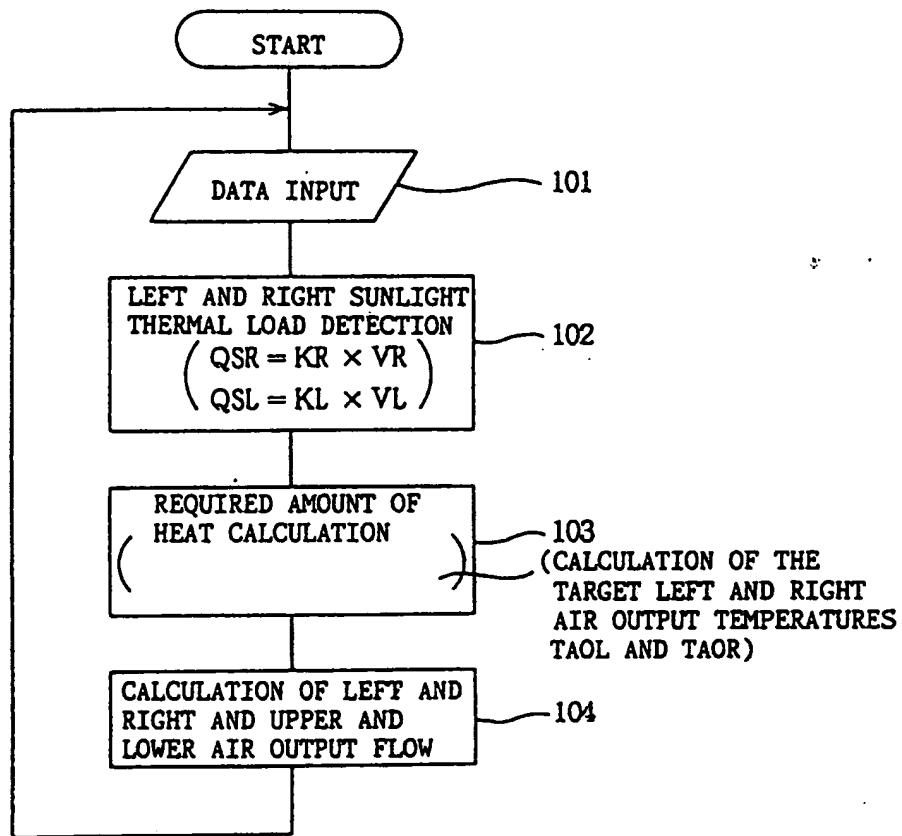 START
DATA INPUT
101
LEFT AND RIGHT SUNLIGHT
THERMAL LOAD DETECTION
(QSR = KR × VR
QSL = KL × VL)
102
REQUIRED AMOUNT OF
HEAT CALCULATION
( )
103
(CALCULATION OF THE
TARGET LEFT AND RIGHT
AIR OUTPUT TEMPERATURES
TAOL AND TAOR)
CALCULATION OF LEFT AND
RIGHT AND UPPER AND
LOWER AIR OUTPUT FLOW
104